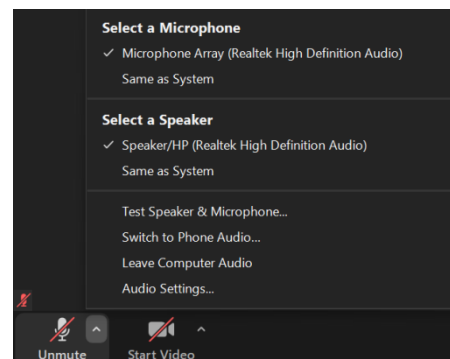 Select a Microphone
✓ Microphone Array (Realtek High Definition Audio)
Same as System
Select a Speaker
✓ Speaker/HP (Realtek High Definition Audio)
Same as System
Test Speaker & Microphone...
Switch to Phone Audio...
Leave Computer Audio
Audio Settings...
Unmute Start Video